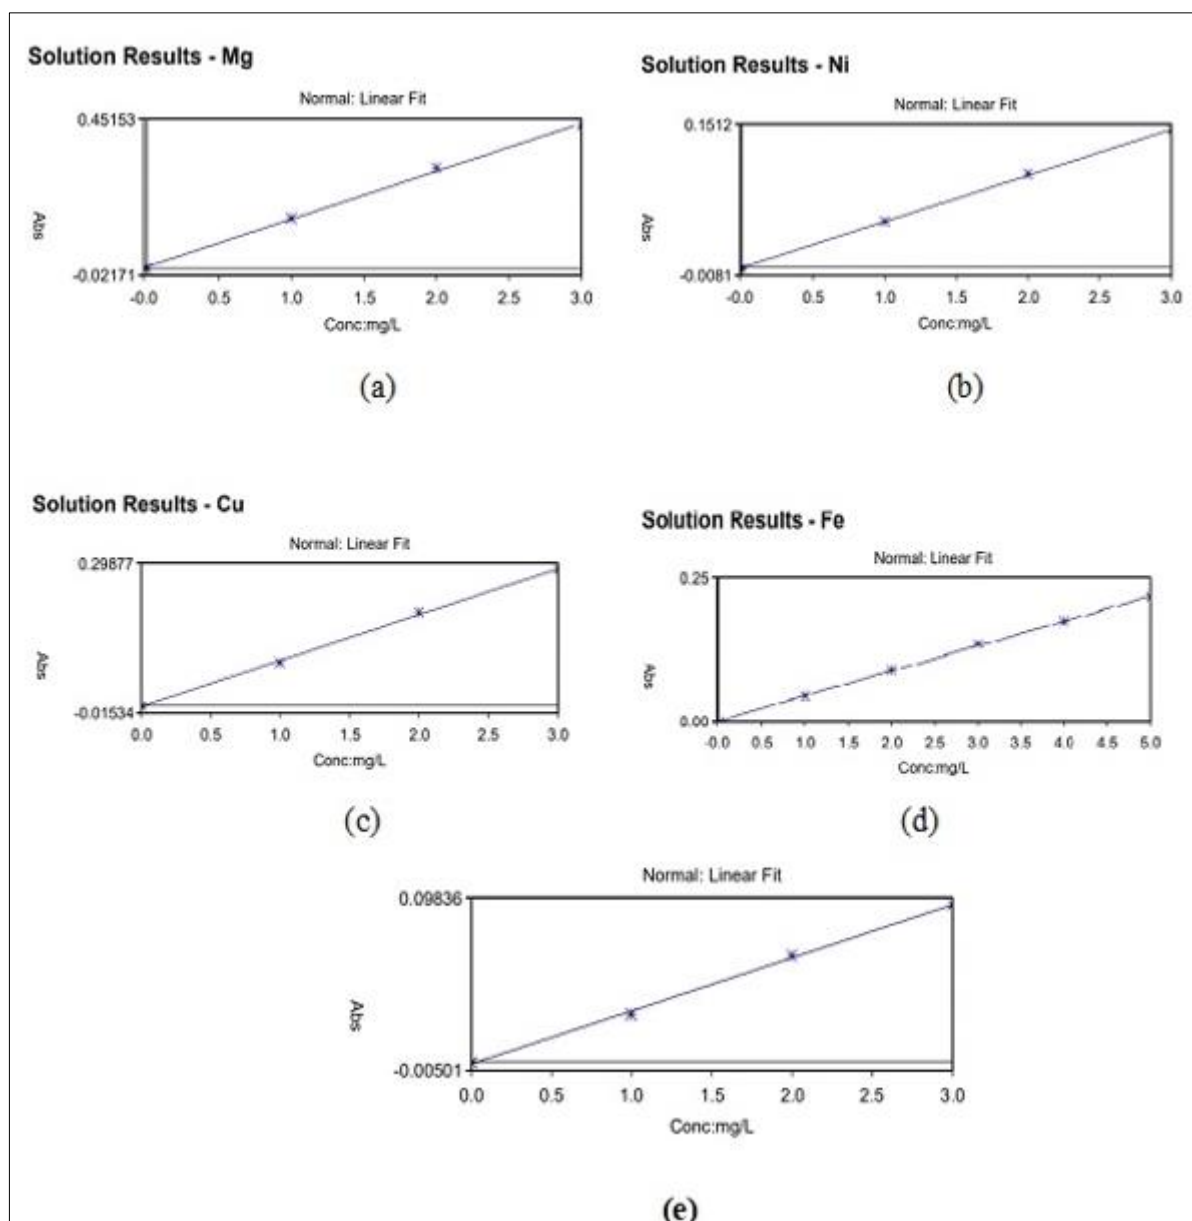 Solution Results - Mg
Normal: Linear Fit
0.45153
Abs
-0.02171
-0.0 0.5 1.0 1.5 2.0 2.5 3.0
Conc:mg/L
(a)
Solution Results - Ni
Normal: Linear Fit
0.1512
Abs
-0.0081
-0.0 0.5 1.0 1.5 2.0 2.5 3.0
Conc:mg/L
(b)
Solution Results - Cu
Normal: Linear Fit
0.29877
Abs
-0.01534
0.0 0.5 1.0 1.5 2.0 2.5 3.0
Conc:mg/L
(c)
Solution Results - Fe
Normal: Linear Fit
0.25
Abs
0.00
-0.0 0.5 1.0 1.5 2.0 2.5 3.0 3.5 4.0 4.5 5.0
Conc:mg/L
(d)
Normal: Linear Fit
0.09836
Abs
-0.00501
0.0 0.5 1.0 1.5 2.0 2.5 3.0
Conc:mg/L
(e)